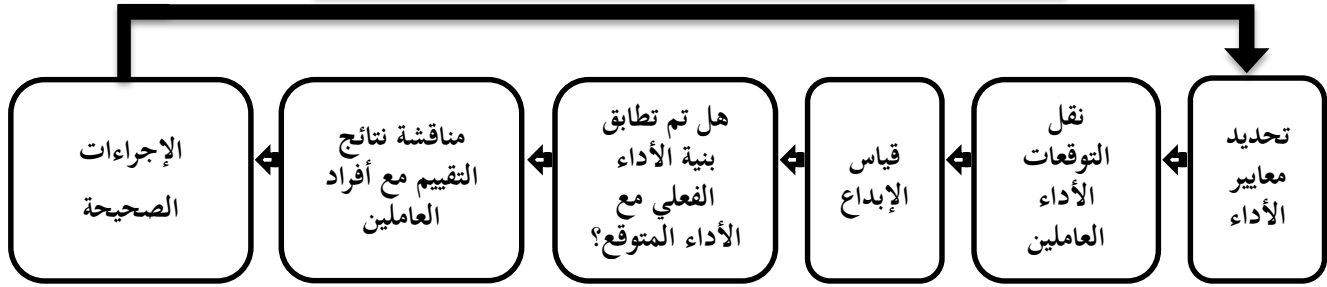 تحديد
معايير
الأداء
نقل
التوقعات
الأداء
العاملين
قياس
الإبداع
هل تم تطابق
بنية الأداء
الفعلي مع
الأداء المتوقع؟
مناقشة نتائج
التقييم مع أفراد
العاملين
الإجراءات
الصحيحة